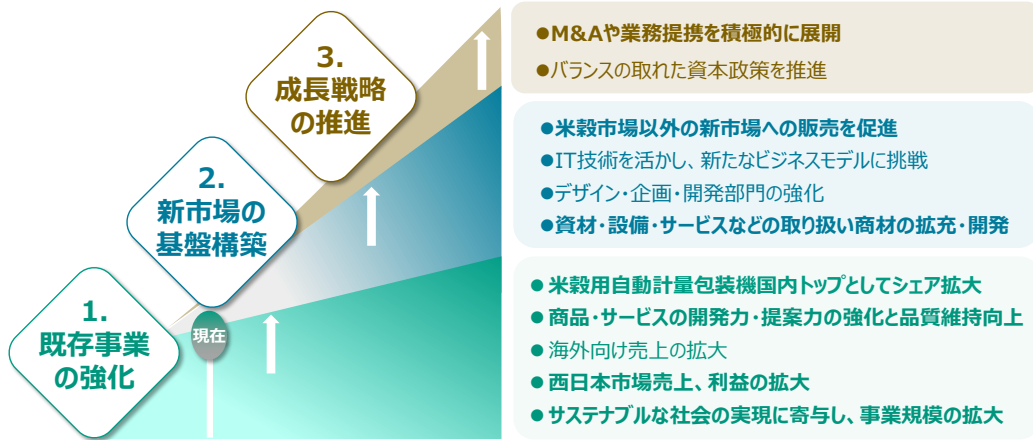 3.
成長戦略
の推進
●M&Aや業務提携を積極的に展開
●バランスの取れた資本政策を推進
2.
新市場の
基盤構築
●米穀市場以外の新市場への販売を促進
●IT技術を活かし、新たなビジネスモデルに挑戦
●デザイン・企画・開発部門の強化
●資材・設備・サービスなどの取り扱い商材の拡充・開発
1.
既存事業
の強化
現在
● 米穀用自動計量包装機国内トップとしてシェア拡大
● 商品・サービスの開発力・提案力の強化と品質維持向上
● 海外向け売上の拡大
● 西日本市場売上、利益の拡大
● サステナブルな社会の実現に寄与し、事業規模の拡大